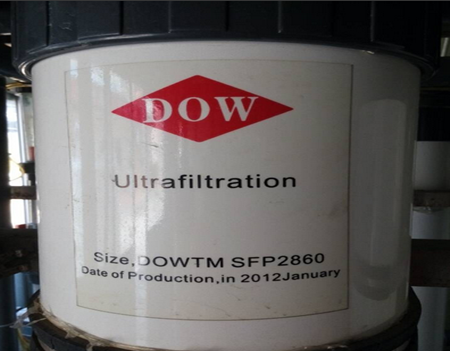 DOW
Ultrafiltration
Size,DOWTM SFP2860
Date of Production,in 2012January